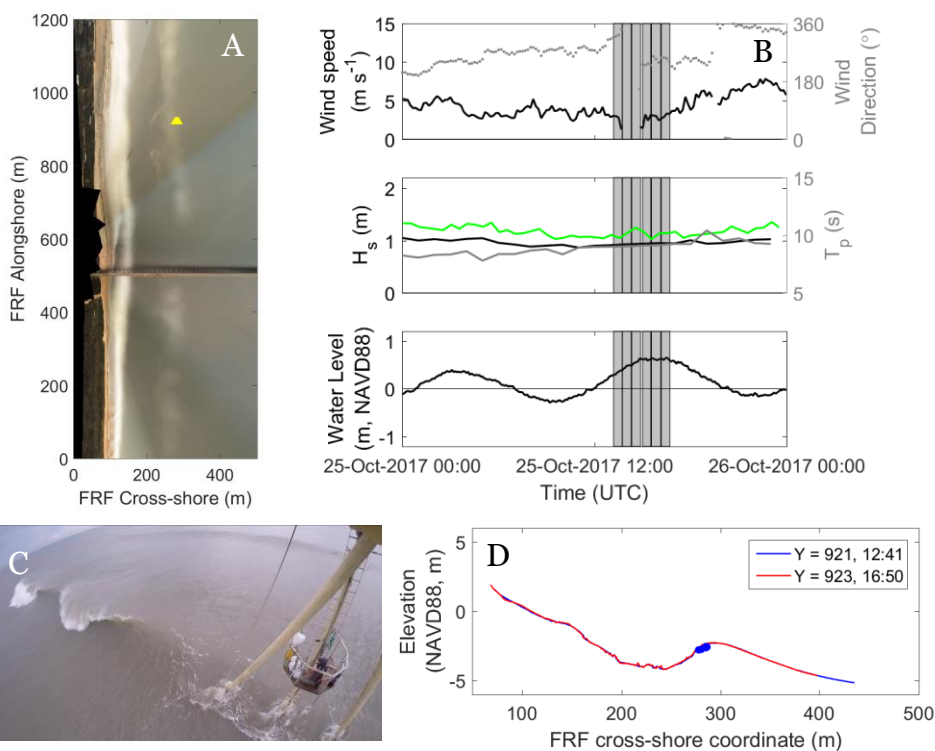 A
1200
1000
800
600
400
200
0
0 200 400
FRF Alongshore (m)
FRF Cross-shore (m)
B
Wind speed
(m s-1)
15
10
5
0
360
180
0
Wind
Direction (°)
Hs (m)
2
1
0
15
10
5
Tp (s)
Water Level
(m, NAVD88)
1
0
-1
25-Oct-2017 00:00 25-Oct-2017 12:00 26-Oct-2017 00:00
Time (UTC)
C
D
Elevation
(NAVD88, m)
5
0
-5
Y = 921, 12:41
Y = 923, 16:50
100 200 300 400 500
FRF cross-shore coordinate (m)